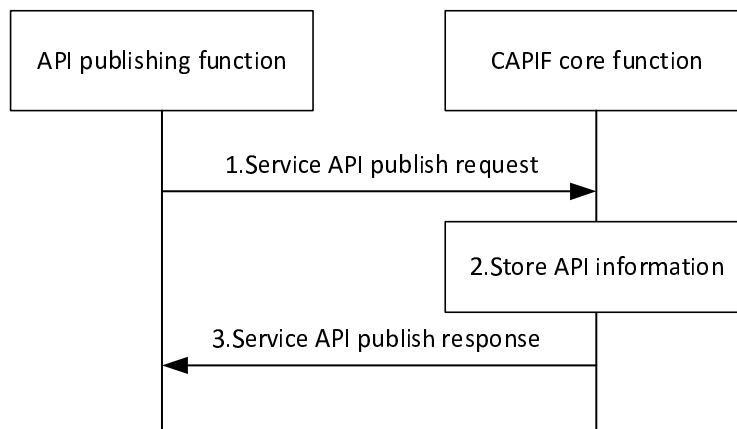 API publishing function
CAPIF core function
1.Service API publish request
2.Store API information
3.Service API publish response